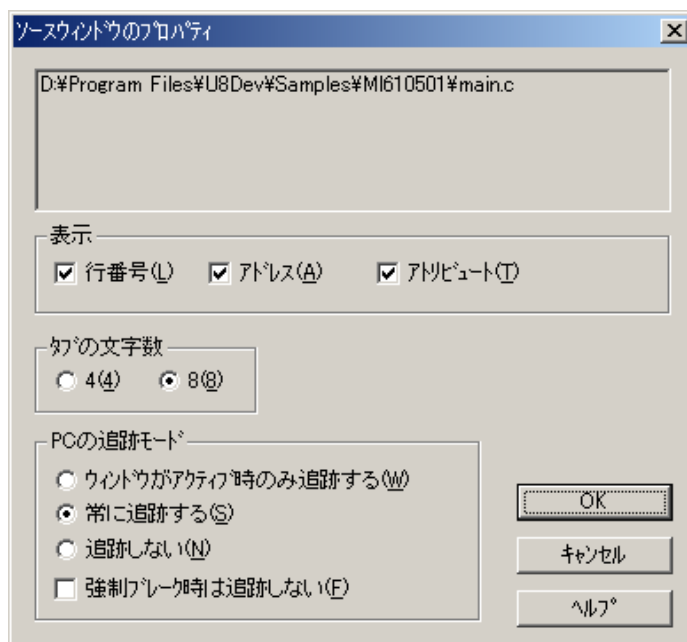 ソースウィンドウのプロパティ
D:¥Program Files¥U8Dev¥Samples¥Ml610501¥main.c
表示
行番号(L) アドレス(A) アトリビュート(T)
タブの文字数
4(4) 8(8)
PCの追跡モード
ウィンドウがアクティブ時のみ追跡する(W)
常に追跡する(S)
追跡しない(N)
強制ブレーク時は追跡しない(F)
OK
キャンセル
ヘルプ